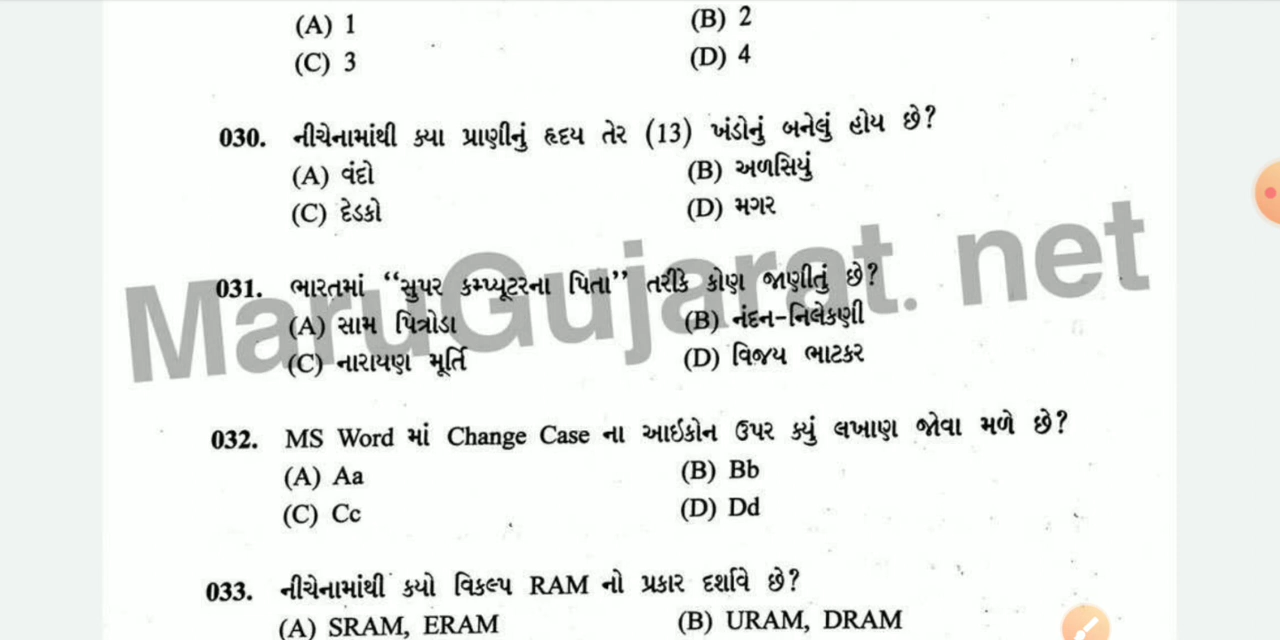 (A) 1 (B) 2
(C) 3 (D) 4
030. નીચેનામાંથી ક્યા પ્રાણીનું હૃદય તેર (13) ખંડોનું બનેલું હોય છે?
(A) વંદો (B) અળસિયું
(C) દેડકો (D) મગર
MaruGujarat. net
031. ભારતમાં “સુપર કમ્પ્યૂટરના પિતા” તરીકે કોણ જાણીતું છે?
(A) સામ પિત્રોડા (B) નંદન-નિલેકણી
(C) નારાયણ મૂર્તિ (D) વિજય ભાટકર
032. MS Word માં Change Case ના આઇકોન ઉપર ક્યું લખાણ જોવા મળે છે?
(A) Aa (B) Bb
(C) Cc (D) Dd
033. નીચેનામાંથી કયો વિકલ્પ RAM નો પ્રકાર દર્શાવે છે?
(A) SRAM, ERAM (B) URAM, DRAM